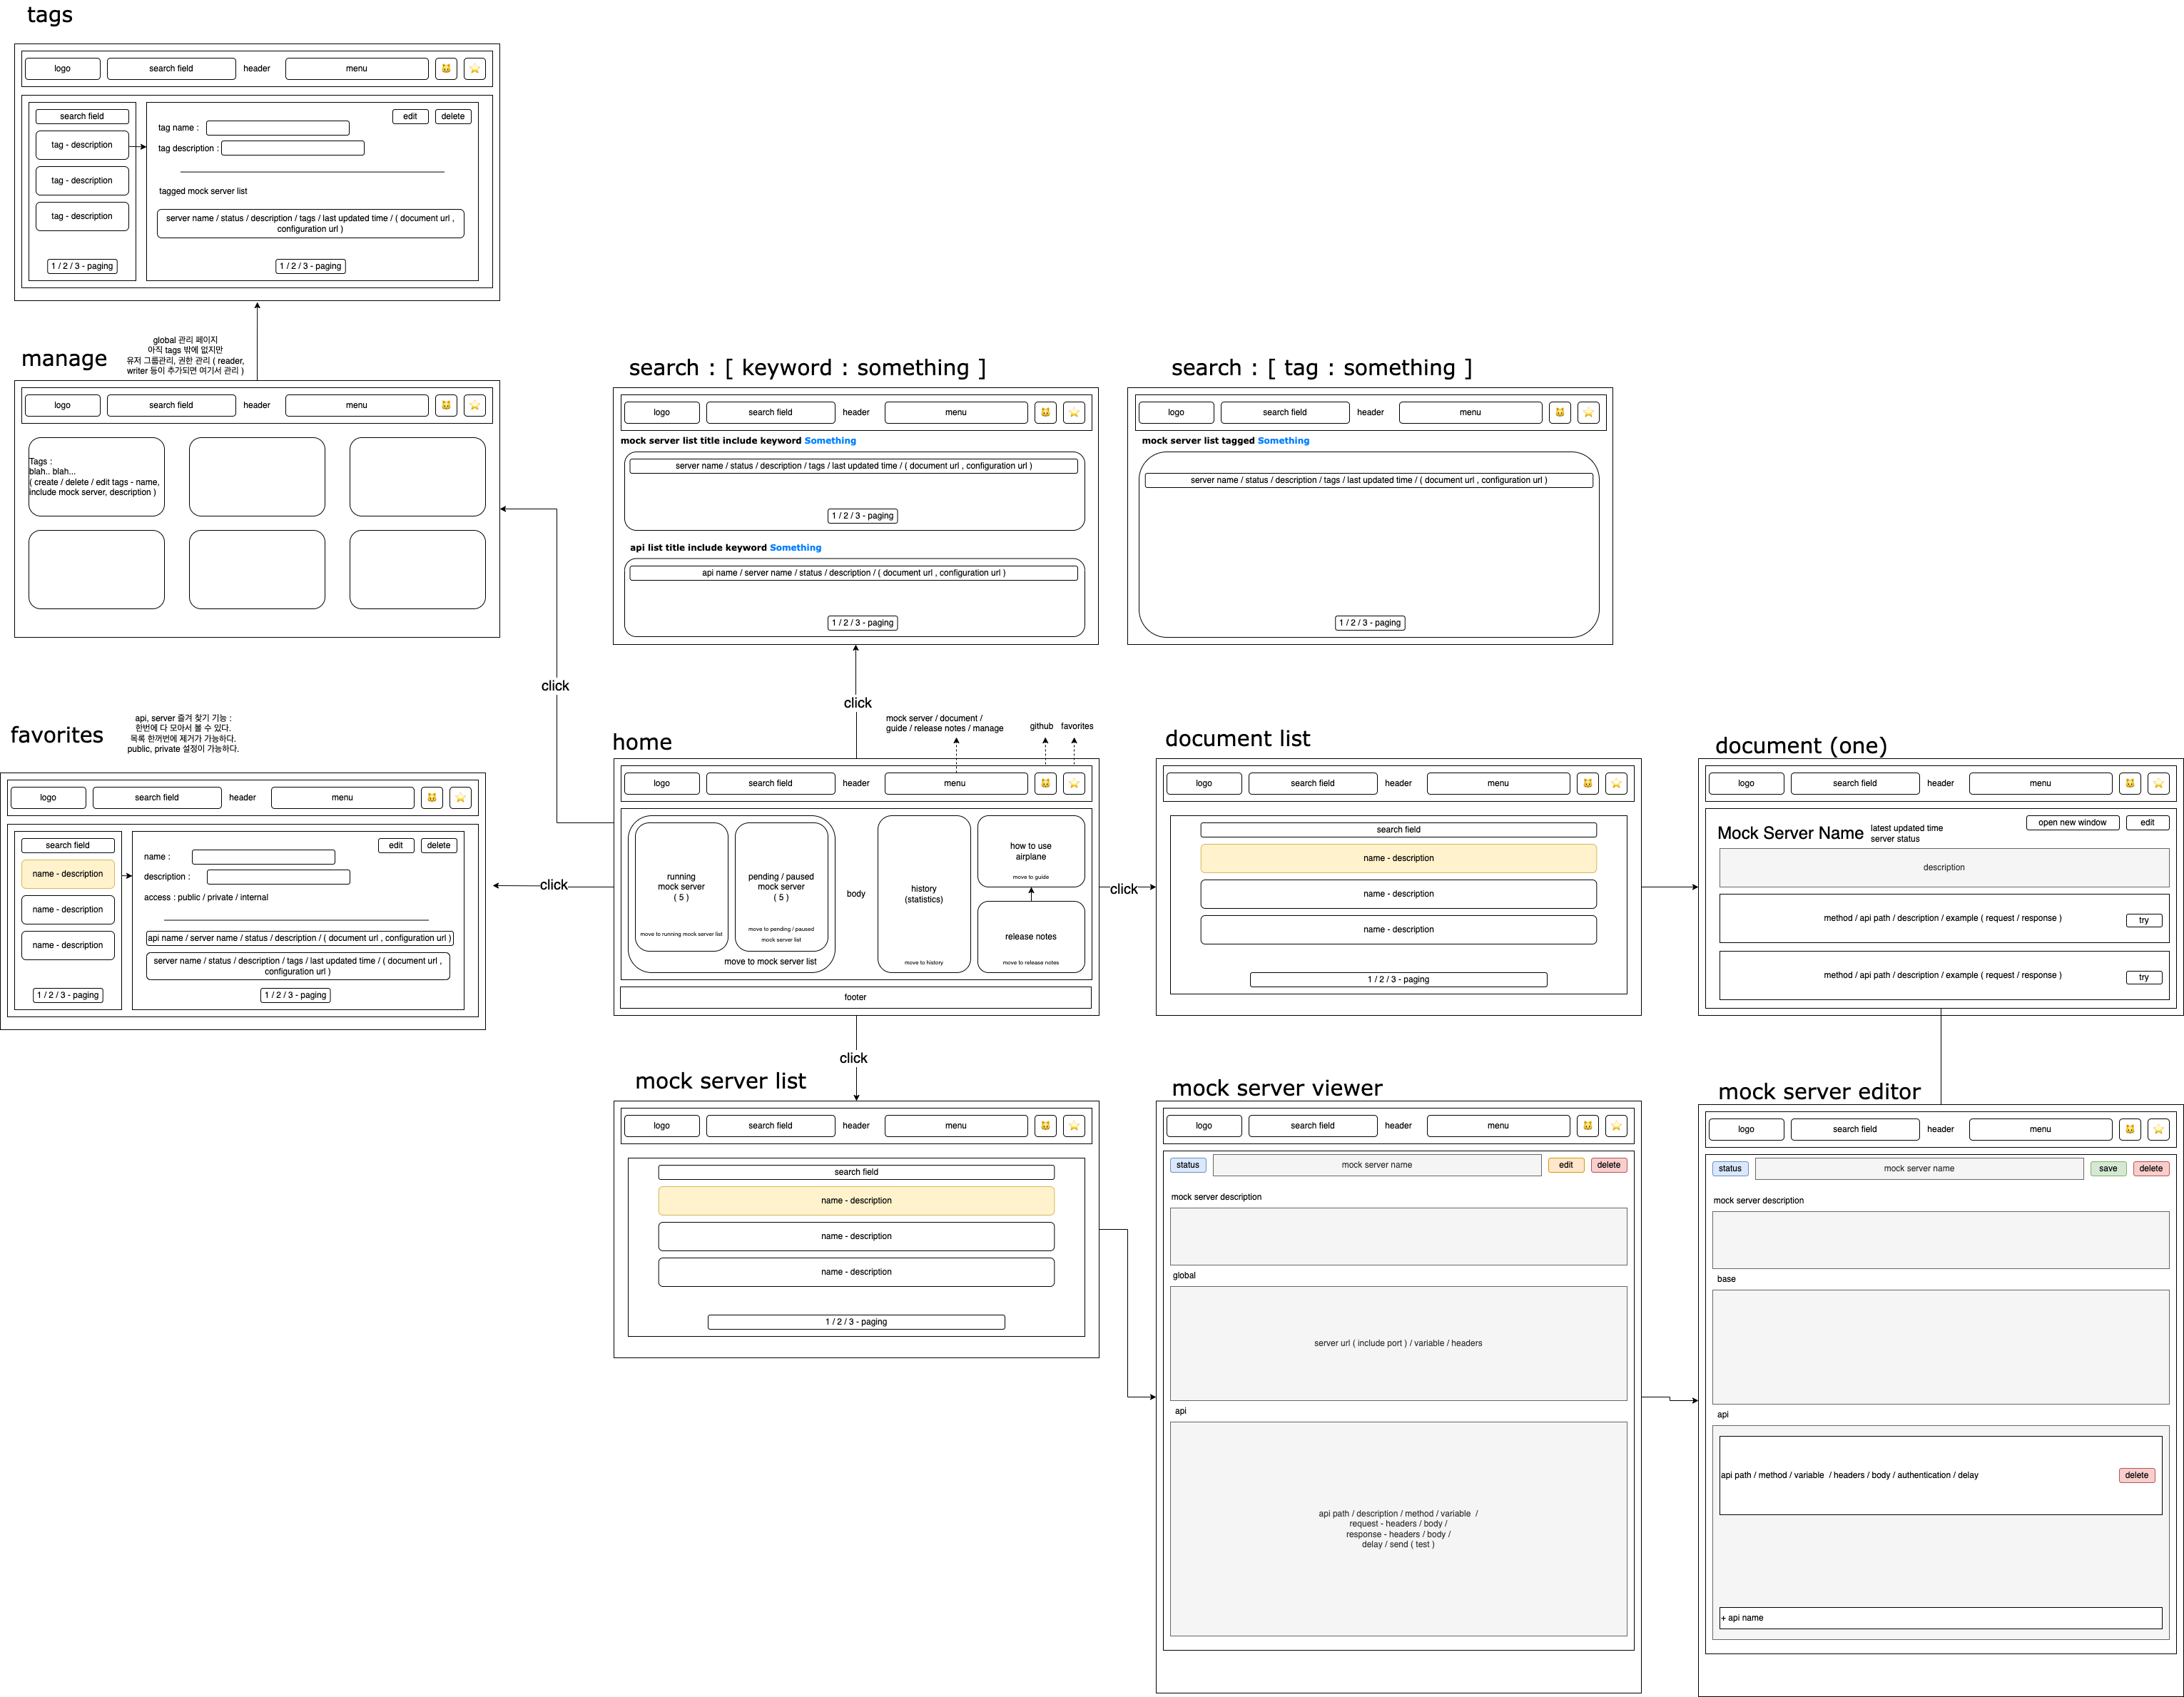 tags
logo
search field
header
menu
search field
tag - description
tag - description
tag - description
1 / 2 / 3 - paging
edit
delete
tag name :
tag description :
tagged mock server list
server name / status / description / tags / last updated time / ( document url ,
configuration url )
1 / 2 / 3 - paging
manage
global 관리 페이지
아직 tags 밖에 없지만
유저 그룹관리, 권한 관리 ( reader,
writer 등이 추가되면 여기서 관리 )
logo
search field
header
menu
Tags :
blah.. blah...
( create / delete / edit tags - name,
include mock server, description )
search : [ keyword : something ]
logo
search field
header
menu
mock server list title include keyword Something
server name / status / description / tags / last updated time / ( document url , configuration url )
1 / 2 / 3 - paging
api list title include keyword Something
api name / server name / status / description / ( document url , configuration url )
1 / 2 / 3 - paging
search : [ tag : something ]
logo
search field
header
menu
mock server list tagged Something
server name / status / description / tags / last updated time / ( document url , configuration url )
1 / 2 / 3 - paging
click
click
favorites
api, server 즐겨 찾기 기능 :
한번에 다 모아서 볼 수 있다.
목록 한꺼번에 제거가 가능하다.
public, private 설정이 가능하다.
logo
search field
header
menu
search field
name - description
name - description
name - description
1 / 2 / 3 - paging
edit
delete
name :
description :
access : public / private / internal
api name / server name / status / description / ( document url , configuration url )
server name / status / description / tags / last updated time / ( document url ,
configuration url )
1 / 2 / 3 - paging
click
home
mock server / document /
guide / release notes / manage
github
favorites
logo
search field
header
menu
running
mock server
( 5 )
move to running mock server list
pending / paused
mock server
( 5 )
move to pending / paused
mock server list
move to mock server list
body
history
(statistics)
move to history
how to use
airplane
move to guide
release notes
move to release notes
footer
click
click
document list
logo
search field
header
menu
search field
name - description
name - description
name - description
1 / 2 / 3 - paging
document (one)
logo
search field
header
menu
Mock Server Name
latest updated time
server status
open new window
edit
description
method / api path / description / example ( request / response )
try
method / api path / description / example ( request / response )
try
mock server list
logo
search field
header
menu
search field
name - description
name - description
name - description
1 / 2 / 3 - paging
mock server viewer
logo
search field
header
menu
status
mock server name
edit
delete
mock server description
global
server url ( include port ) / variable / headers
api
api path / description / method / variable /
request - headers / body /
response - headers / body /
delay / send ( test )
mock server editor
logo
search field
header
menu
status
mock server name
save
delete
mock server description
base
api
api path / method / variable / headers / body / authentication / delay
delete
+ api name